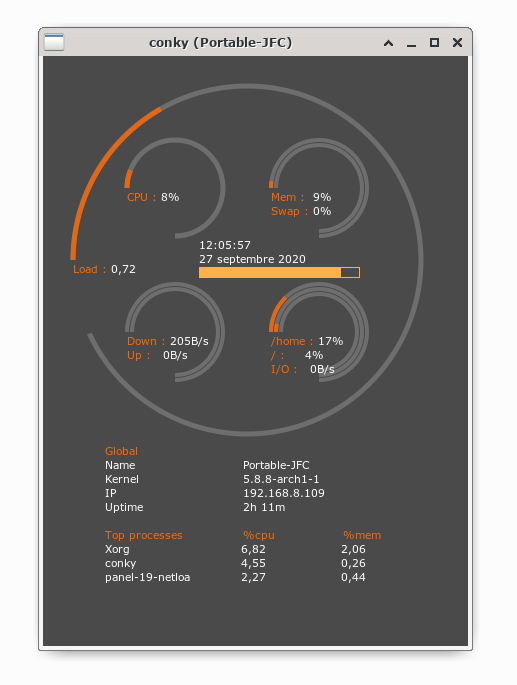 conky (Portable-JFC)
CPU : 8%
Mem : 9%
Swap : 0%
12:05:57
27 septembre 2020
Load : 0,72
Down : 205B/s
Up : 0B/s
/home : 17%
/ : 4%
I/O : 0B/s
Global
Name Portable-JFC
Kernel 5.8.8-arch1-1
IP 192.168.8.109
Uptime 2h 11m
Top processes %cpu %mem
Xorg 6,82 2,06
conky 4,55 0,26
panel-19-netloa 2,27 0,44